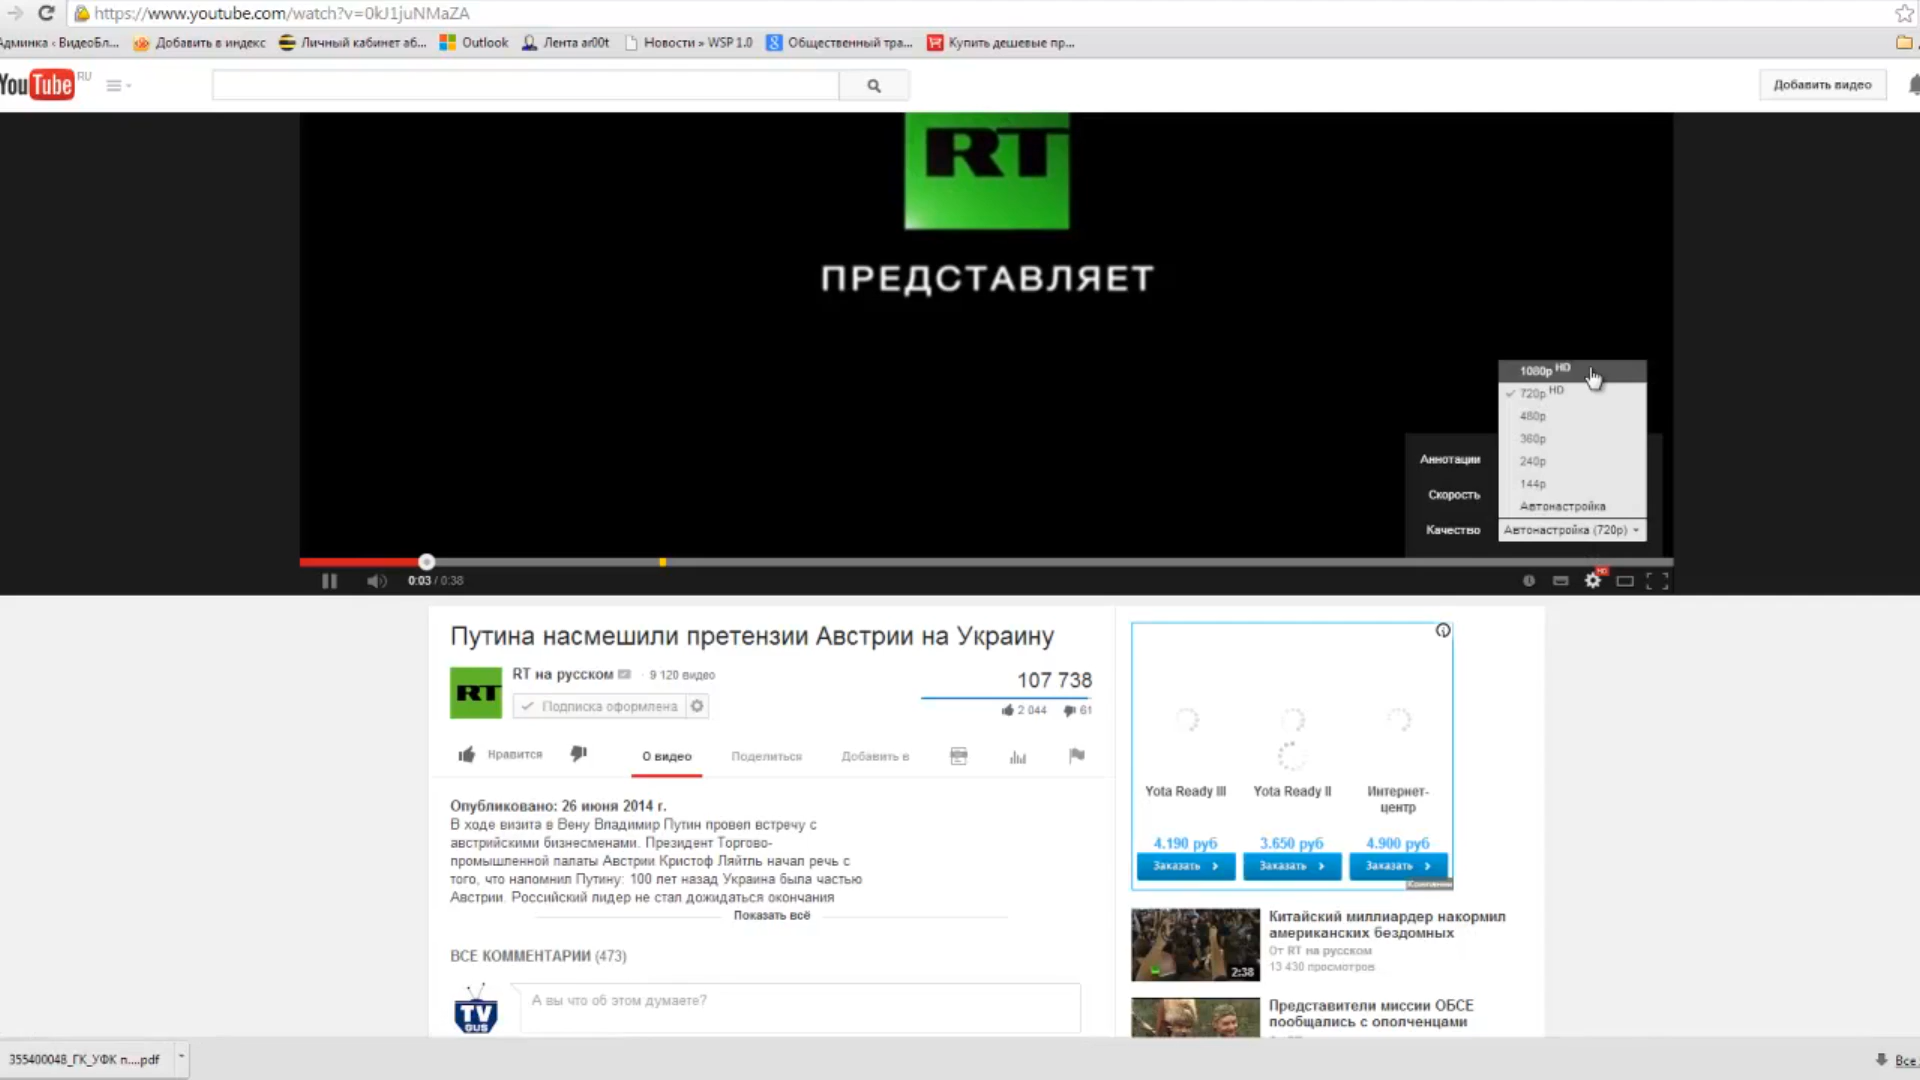 https://www.youtube.com/watch?v=0kJ1juNMaZA
Админка ‹ ВидеоБл... Добавить в индекс Личный кабинет аб... Outlook Лента ar00t Новости » WSP 1.0 Общественный тра... Купить дешевые пр...
YouTube RU
Добавить видео
RT
ПРЕДСТАВЛЯЕТ
1080p HD
720p HD
480p
360p
240p
144p
Автонастройка
Аннотации
Скорость
Качество Автонастройка (720p)
0:03 / 0:38
HD
Путина насмешили претензии Австрии на Украину
RT
RT на русском · 9 120 видео
Подписка оформлена
107 738
2 044 61
Нравится О видео Поделиться Добавить в
Опубликовано: 26 июня 2014 г.
В ходе визита в Вену Владимир Путин провел встречу с
австрийскими бизнесменами. Президент Торгово-
промышленной палаты Австрии Кристоф Ляйтль начал речь с
того, что напомнил Путину: 100 лет назад Украина была частью
Австрии. Российский лидер не стал дожидаться окончания
Показать всё
ВСЕ КОММЕНТАРИИ (473)
TV
GUS
А вы что об этом думаете?
Yota Ready III Yota Ready II Интернет-
центр
4.190 руб 3.650 руб 4.900 руб
Заказать Заказать Заказать
Китайский миллиардер накормил
американских бездомных
От RT на русском
13 430 просмотров
2:38
Представители миссии ОБСЕ
пообщались с ополченцами
355400048_ГК_УФК п....pdf
Все